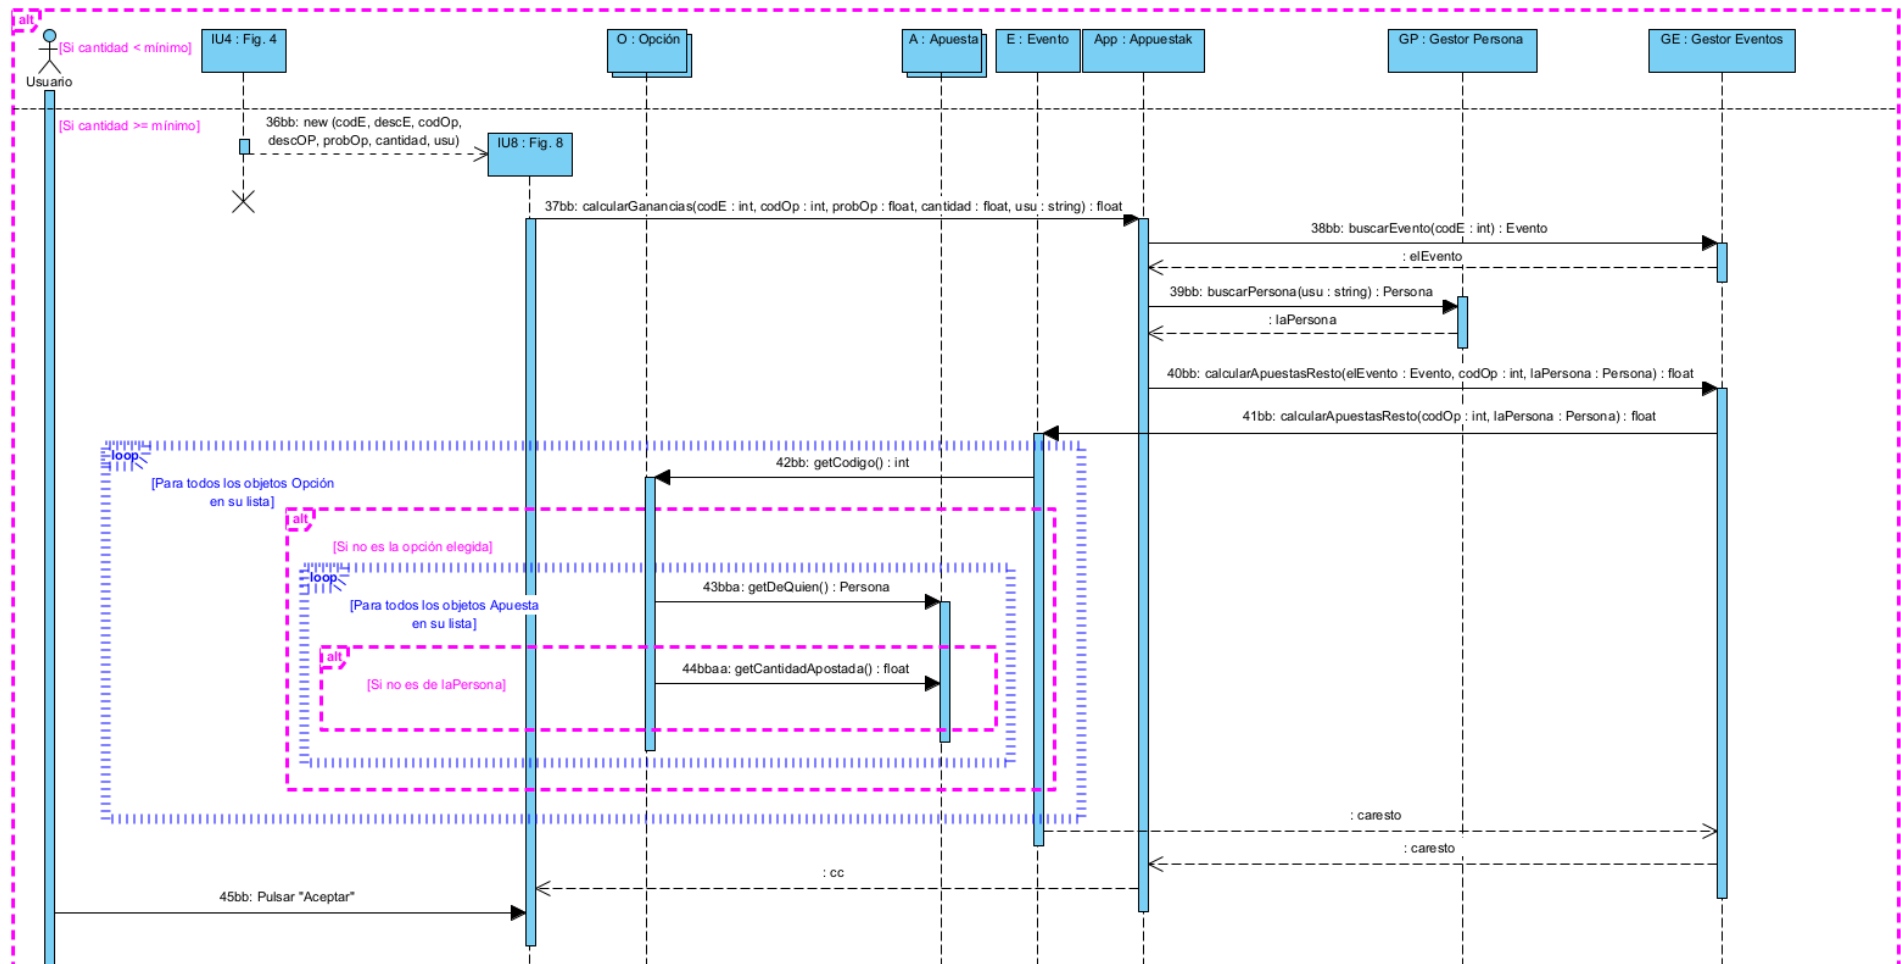 alt
[Si cantidad < mínimo]
Usuario
IU4 : Fig. 4
O : Opción
A : Apuesta
E : Evento
App : Appuestak
GP : Gestor Persona
GE : Gestor Eventos
[Si cantidad >= mínimo]
36bb: new (codE, descE, codOp,
descOP, probOp, cantidad, usu)
IU8 : Fig. 8
37bb: calcularGanancias(codE : int, codOp : int, probOp : float, cantidad : float, usu : string) : float
38bb: buscarEvento(codE : int) : Evento
: elEvento
39bb: buscarPersona(usu : string) : Persona
: laPersona
40bb: calcularApuestasResto(elEvento : Evento, codOp : int, laPersona : Persona) : float
41bb: calcularApuestasResto(codOp : int, laPersona : Persona) : float
loop
[Para todos los objetos Opción
en su lista]
42bb: getCodigo() : int
alt
[Si no es la opción elegida]
loop
[Para todos los objetos Apuesta
en su lista]
43bba: getDeQuien() : Persona
alt
[Si no es de laPersona]
44bbaa: getCantidadApostada() : float
: caresto
: caresto
: cc
45bb: Pulsar "Aceptar"